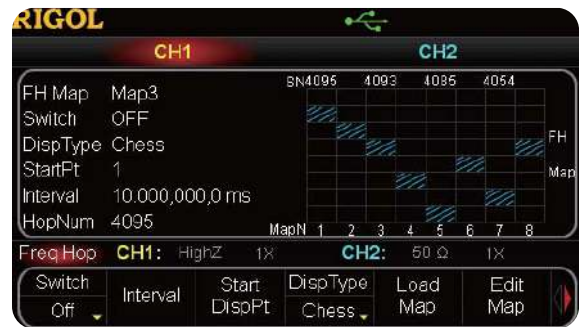 RIGOL
CH1 CH2
SN4095 4093 4085 4054
FH Map Map3
Switch OFF
DispType Chess
StartPt 1
Interval 10.000,000,0 ms
HopNum 4095
FH
Map
MapN 1 2 3 4 5 6 7 8
Freq Hop CH1: HighZ 1X CH2: 50 Ω 1X
Switch Interval Start DispType Load Edit
Off DispPt Chess Map Map